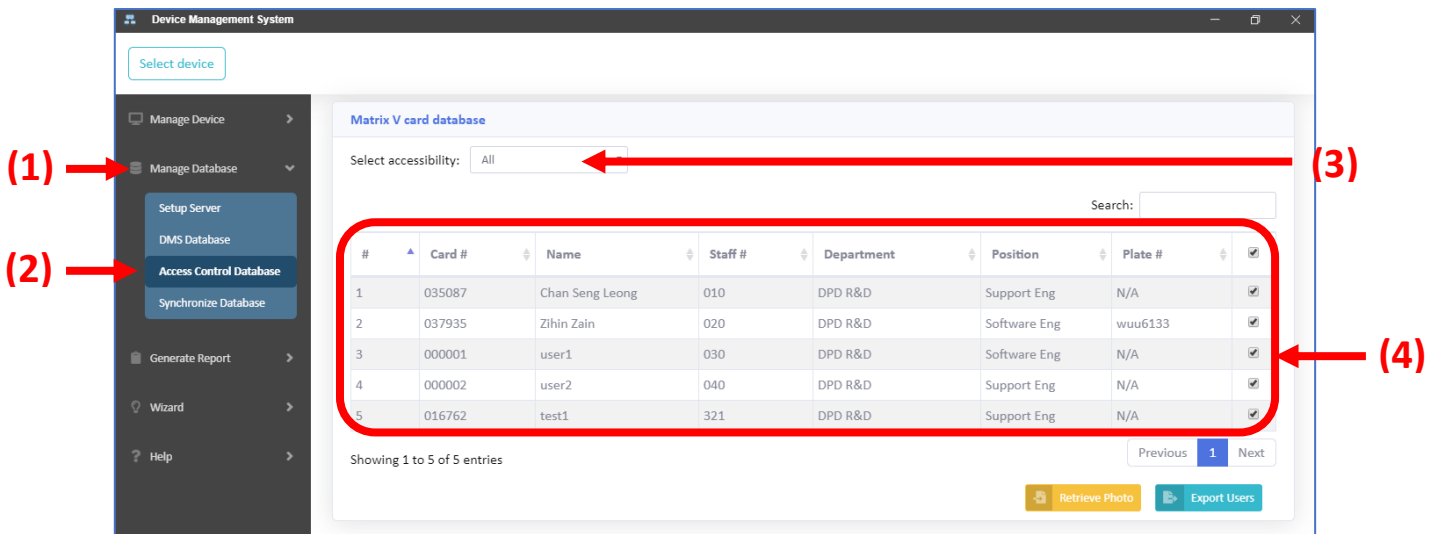 Device Management System
Select device
Manage Device
(1)
Manage Database
Setup Server
DMS Database
(2)
Access Control Database
Synchronize Database
Generate Report
Wizard
? Help
Matrix V card database
Select accessibility: All
(3)
Search:
# Card # Name Staff # Department Position Plate #
1 035087 Chan Seng Leong 010 DPD R&D Support Eng N/A
2 037935 Zihin Zain 020 DPD R&D Software Eng wuu6133
3 000001 user1 030 DPD R&D Software Eng N/A
(4)
4 000002 user2 040 DPD R&D Support Eng N/A
5 016762 test1 321 DPD R&D Support Eng N/A
Showing 1 to 5 of 5 entries
Previous 1 Next
Retrieve Photo Export Users